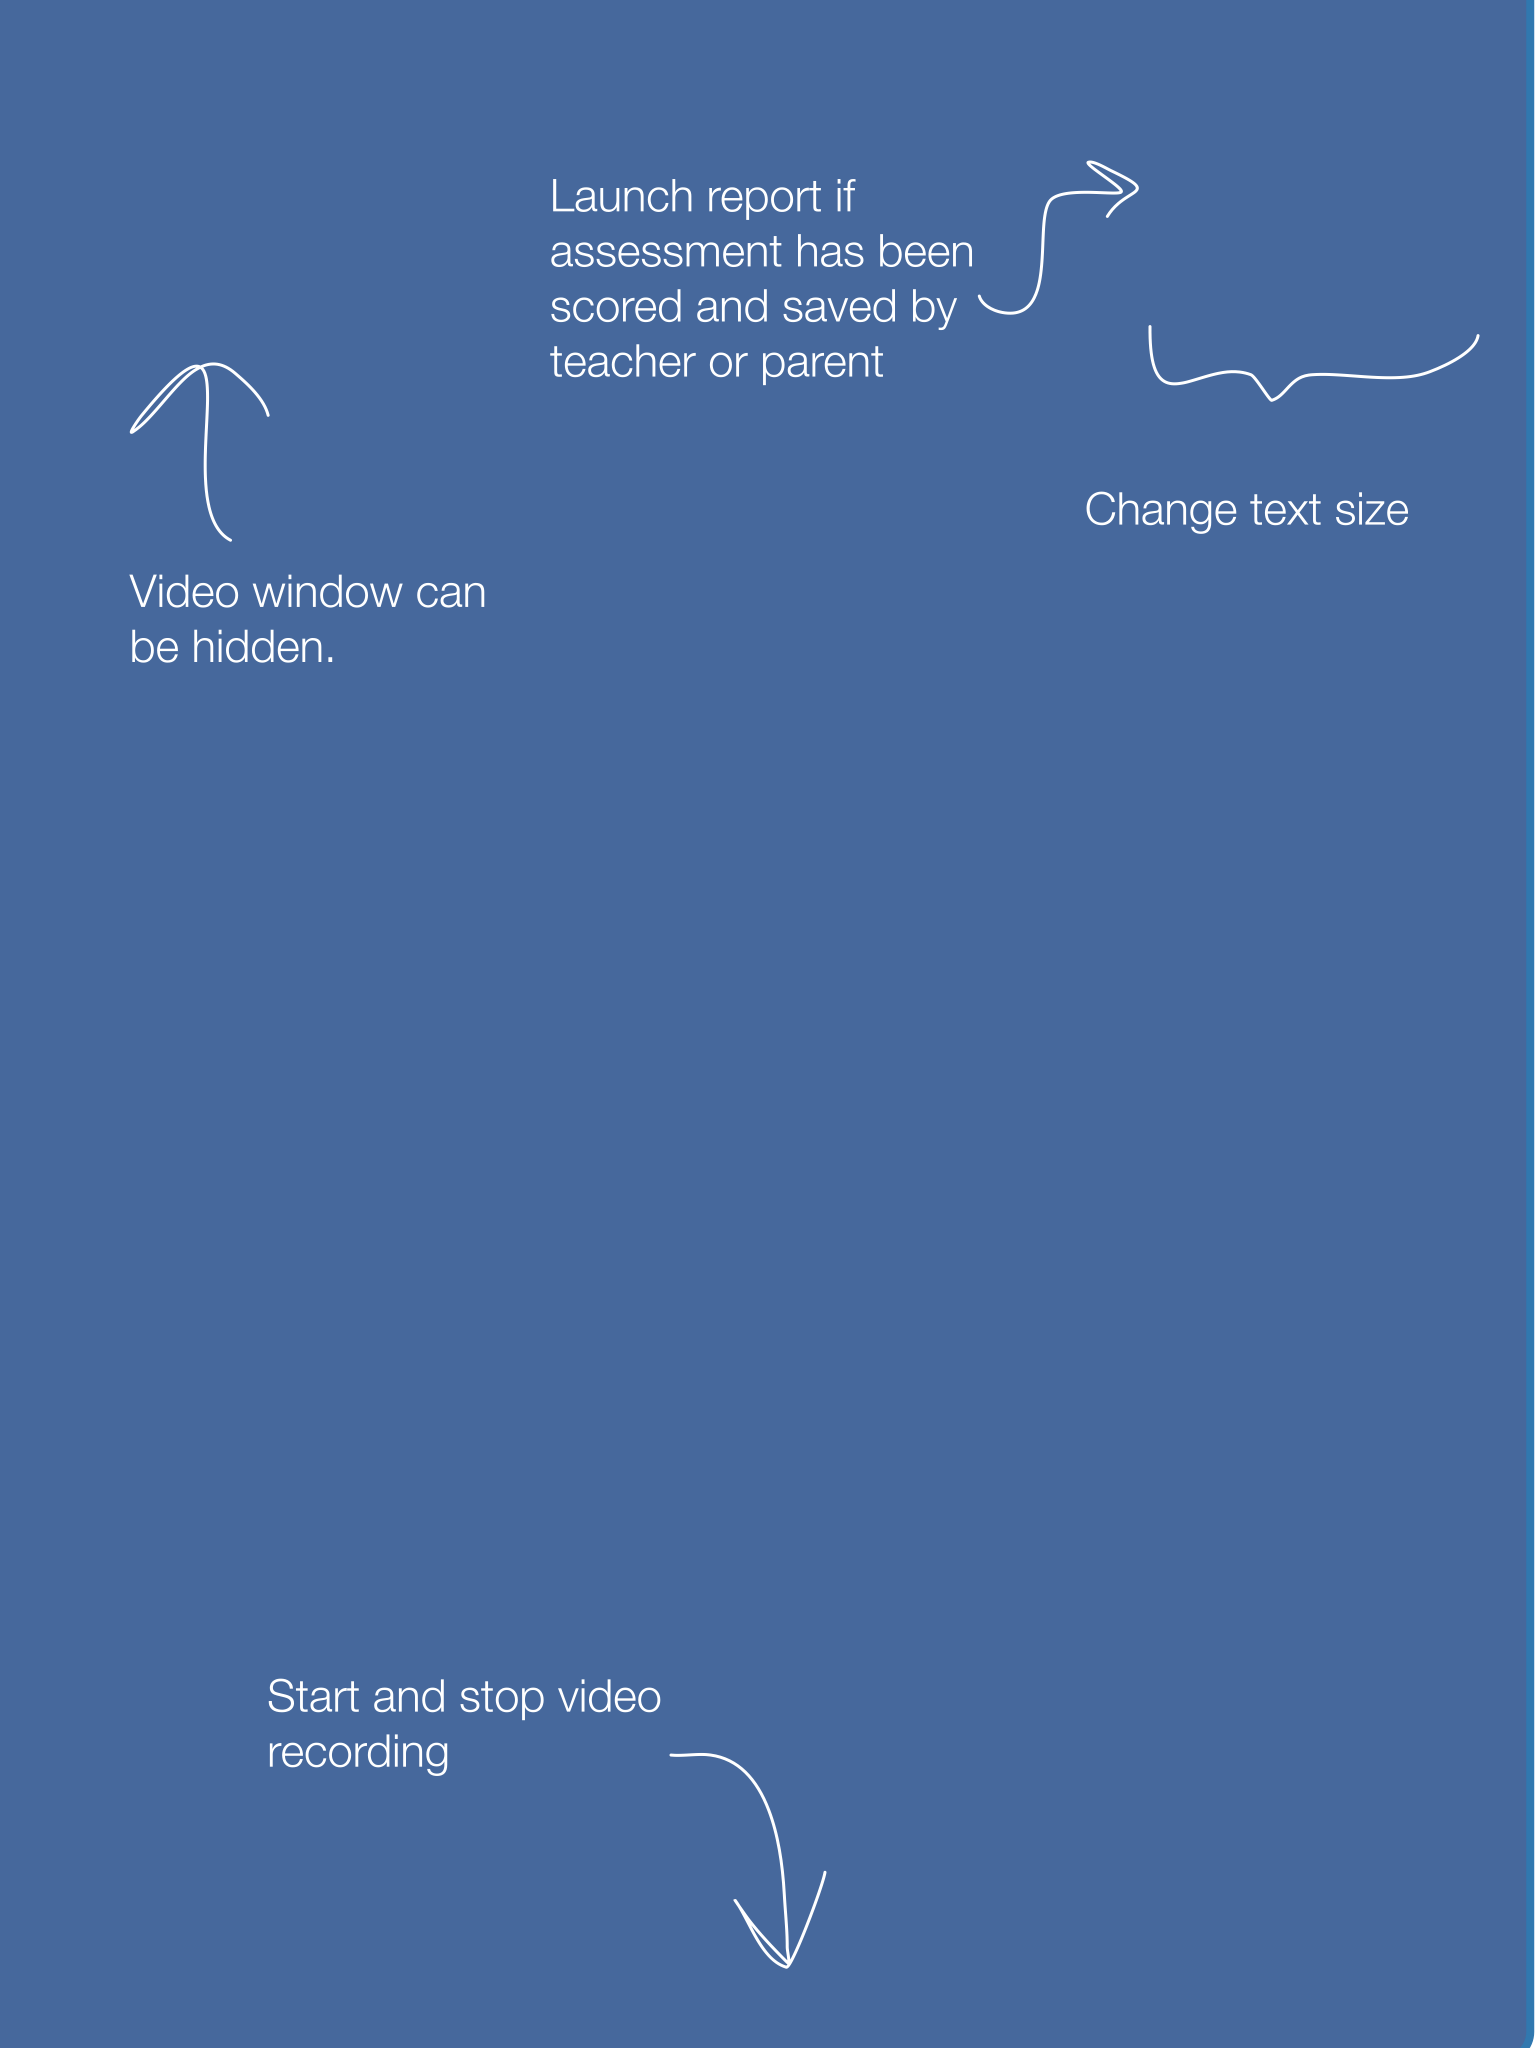 Launch report if
assessment has been
scored and saved by
teacher or parent
Change text size
Video window can
be hidden.
Start and stop video
recording